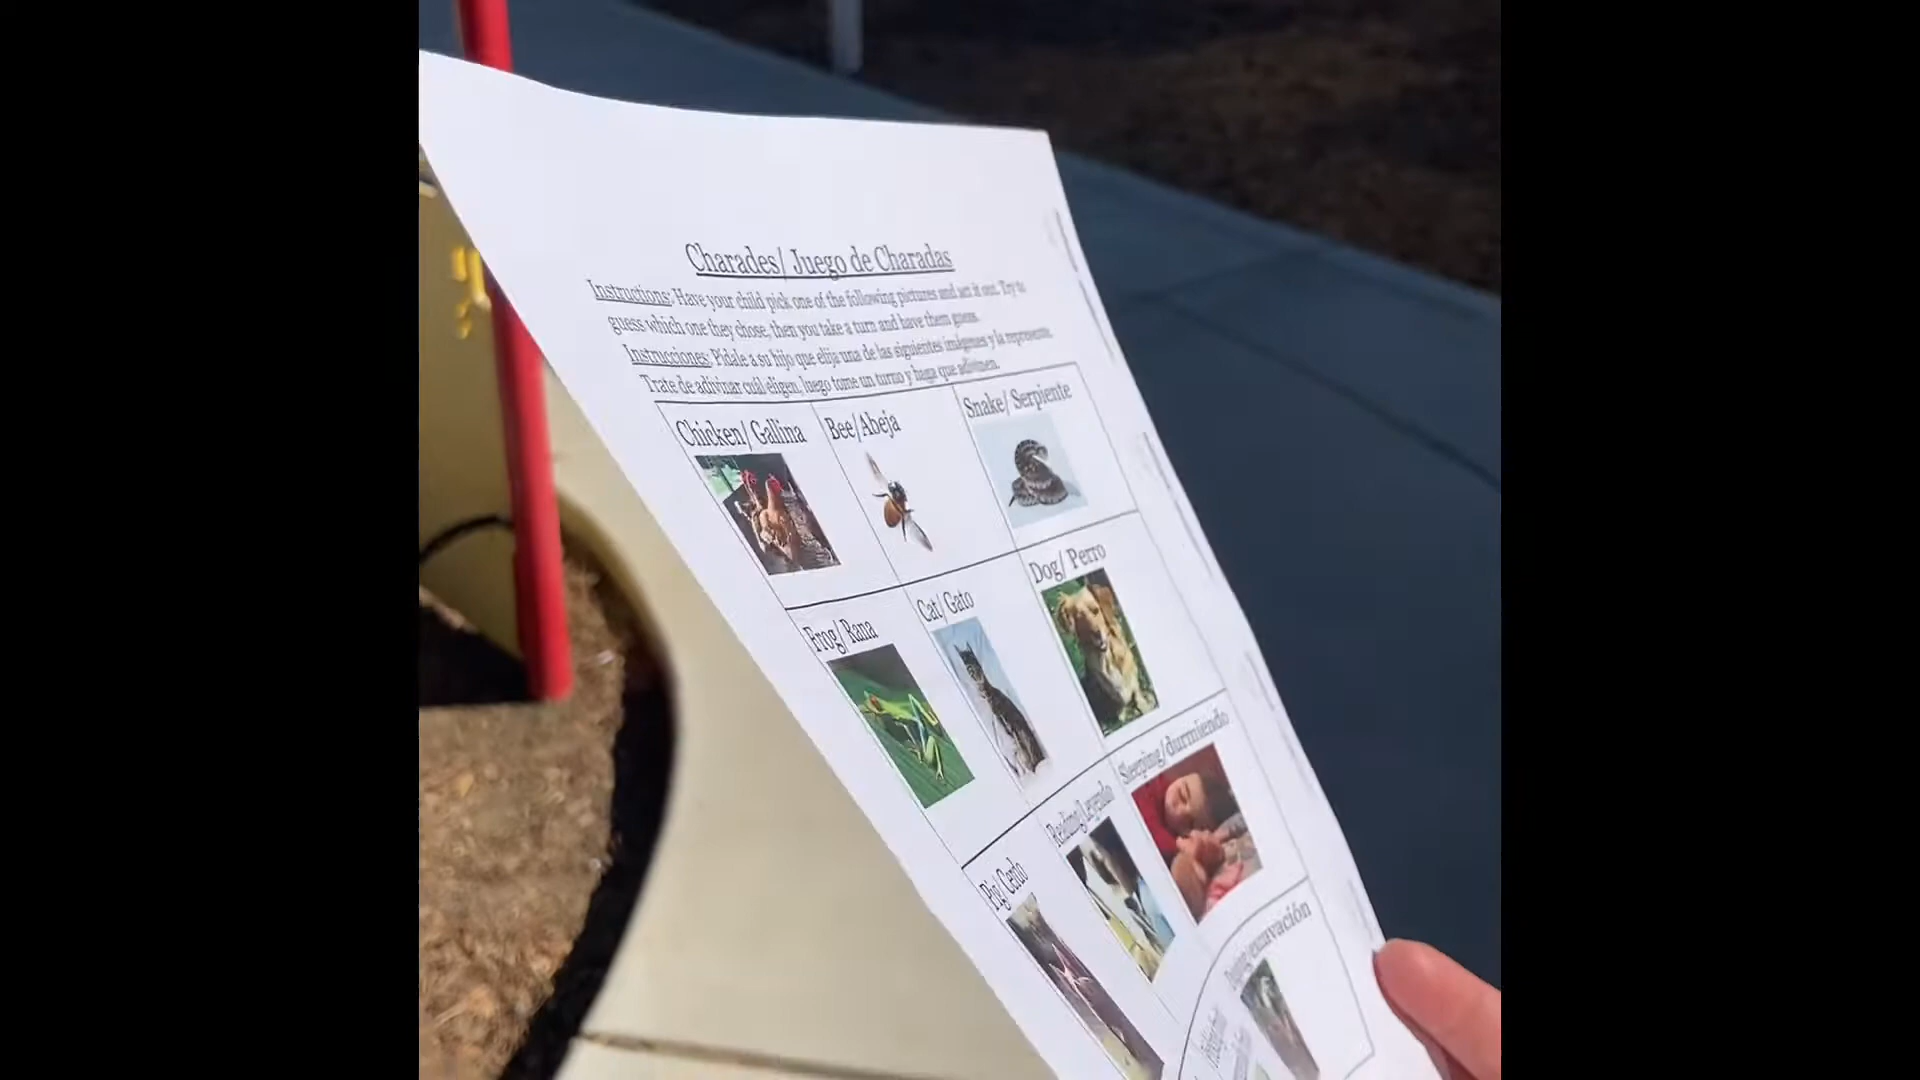 Charades/ Juego de Charadas
Instructions: Have your child pick one of the following pictures and act it out. Try to
guess which one they chose, then you take a turn and have them guess.
Instrucciones: Pídale a su hijo que elija una de las siguientes imágenes y la represente.
Trate de adivinar cuál eligen, luego tome un turno y haga que adivinen.
Chicken/ Gallina
Bee/Abeja
Snake/ Serpiente
Frog/ Rana
Cat/ Gato
Dog/ Perro
Pig/ Cerdo
Reading/Leyendo
Sleeping/durmiendo